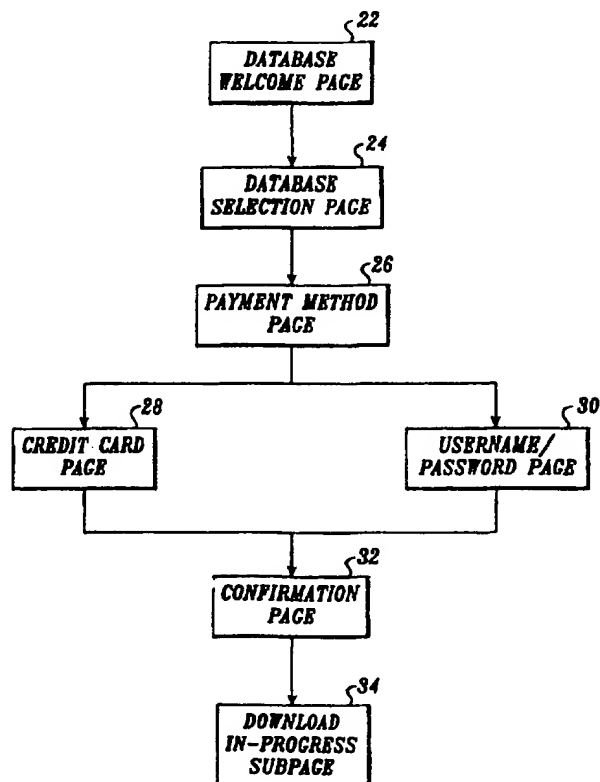 22
DATABASE
WELCOME PAGE
24
DATABASE
SELECTION PAGE
26
PAYMENT METHOD
PAGE
28
CREDIT CARD
PAGE
30
USERNAME/
PASSWORD PAGE
32
CONFIRMATION
PAGE
34
DOWNLOAD
IN-PROGRESS
SUBPAGE